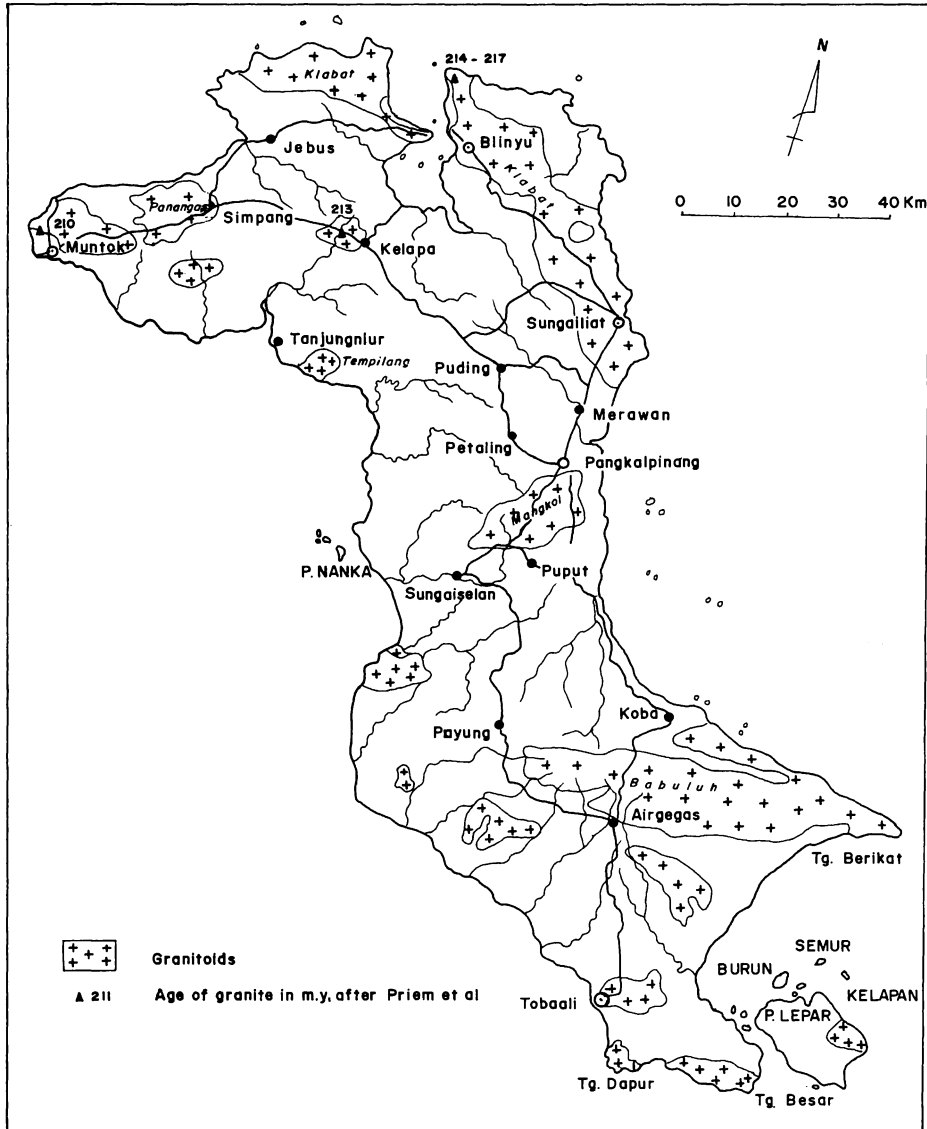 214 - 217
N
Klabat
Blinyu
Jebus
Klabat
Panangas
0 10 20 30 40 Km
210
Simpang
213
Muntok
Kelapa
Sungailiat
Tanjungniur
Tempilang
Puding
Merawan
Petaling
Pangkalpinang
Mangkol
P. NANKA
Puput
Sungaiselan
Koba
Payung
Babuluh
Airgegas
Tg. Berikat
SEMUR
Granitoids
BURUN
KELAPAN
▲ 211 Age of granite in m.y, after Priem et al
Tobaali
P. LEPAR
Tg. Dapur
Tg. Besar